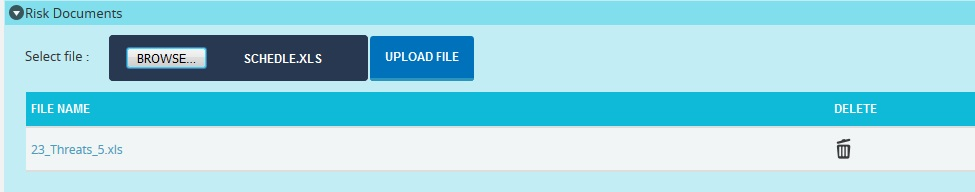 Risk Documents
Select file : BROWSE... SCHEDLE.XLS UPLOAD FILE
FILE NAME DELETE
23_Threats_5.xls